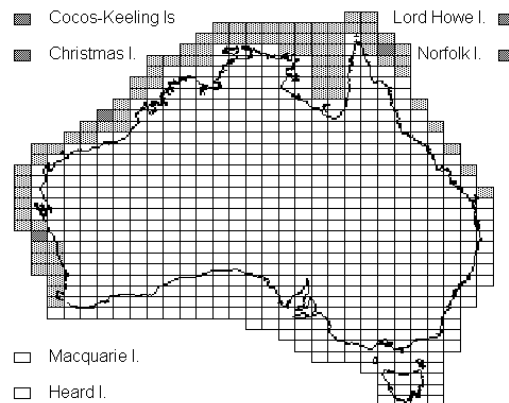 Cocos-Keeling Is
Lord Howe I.
Christmas I.
Norfolk I.
Macquarie I.
Heard I.